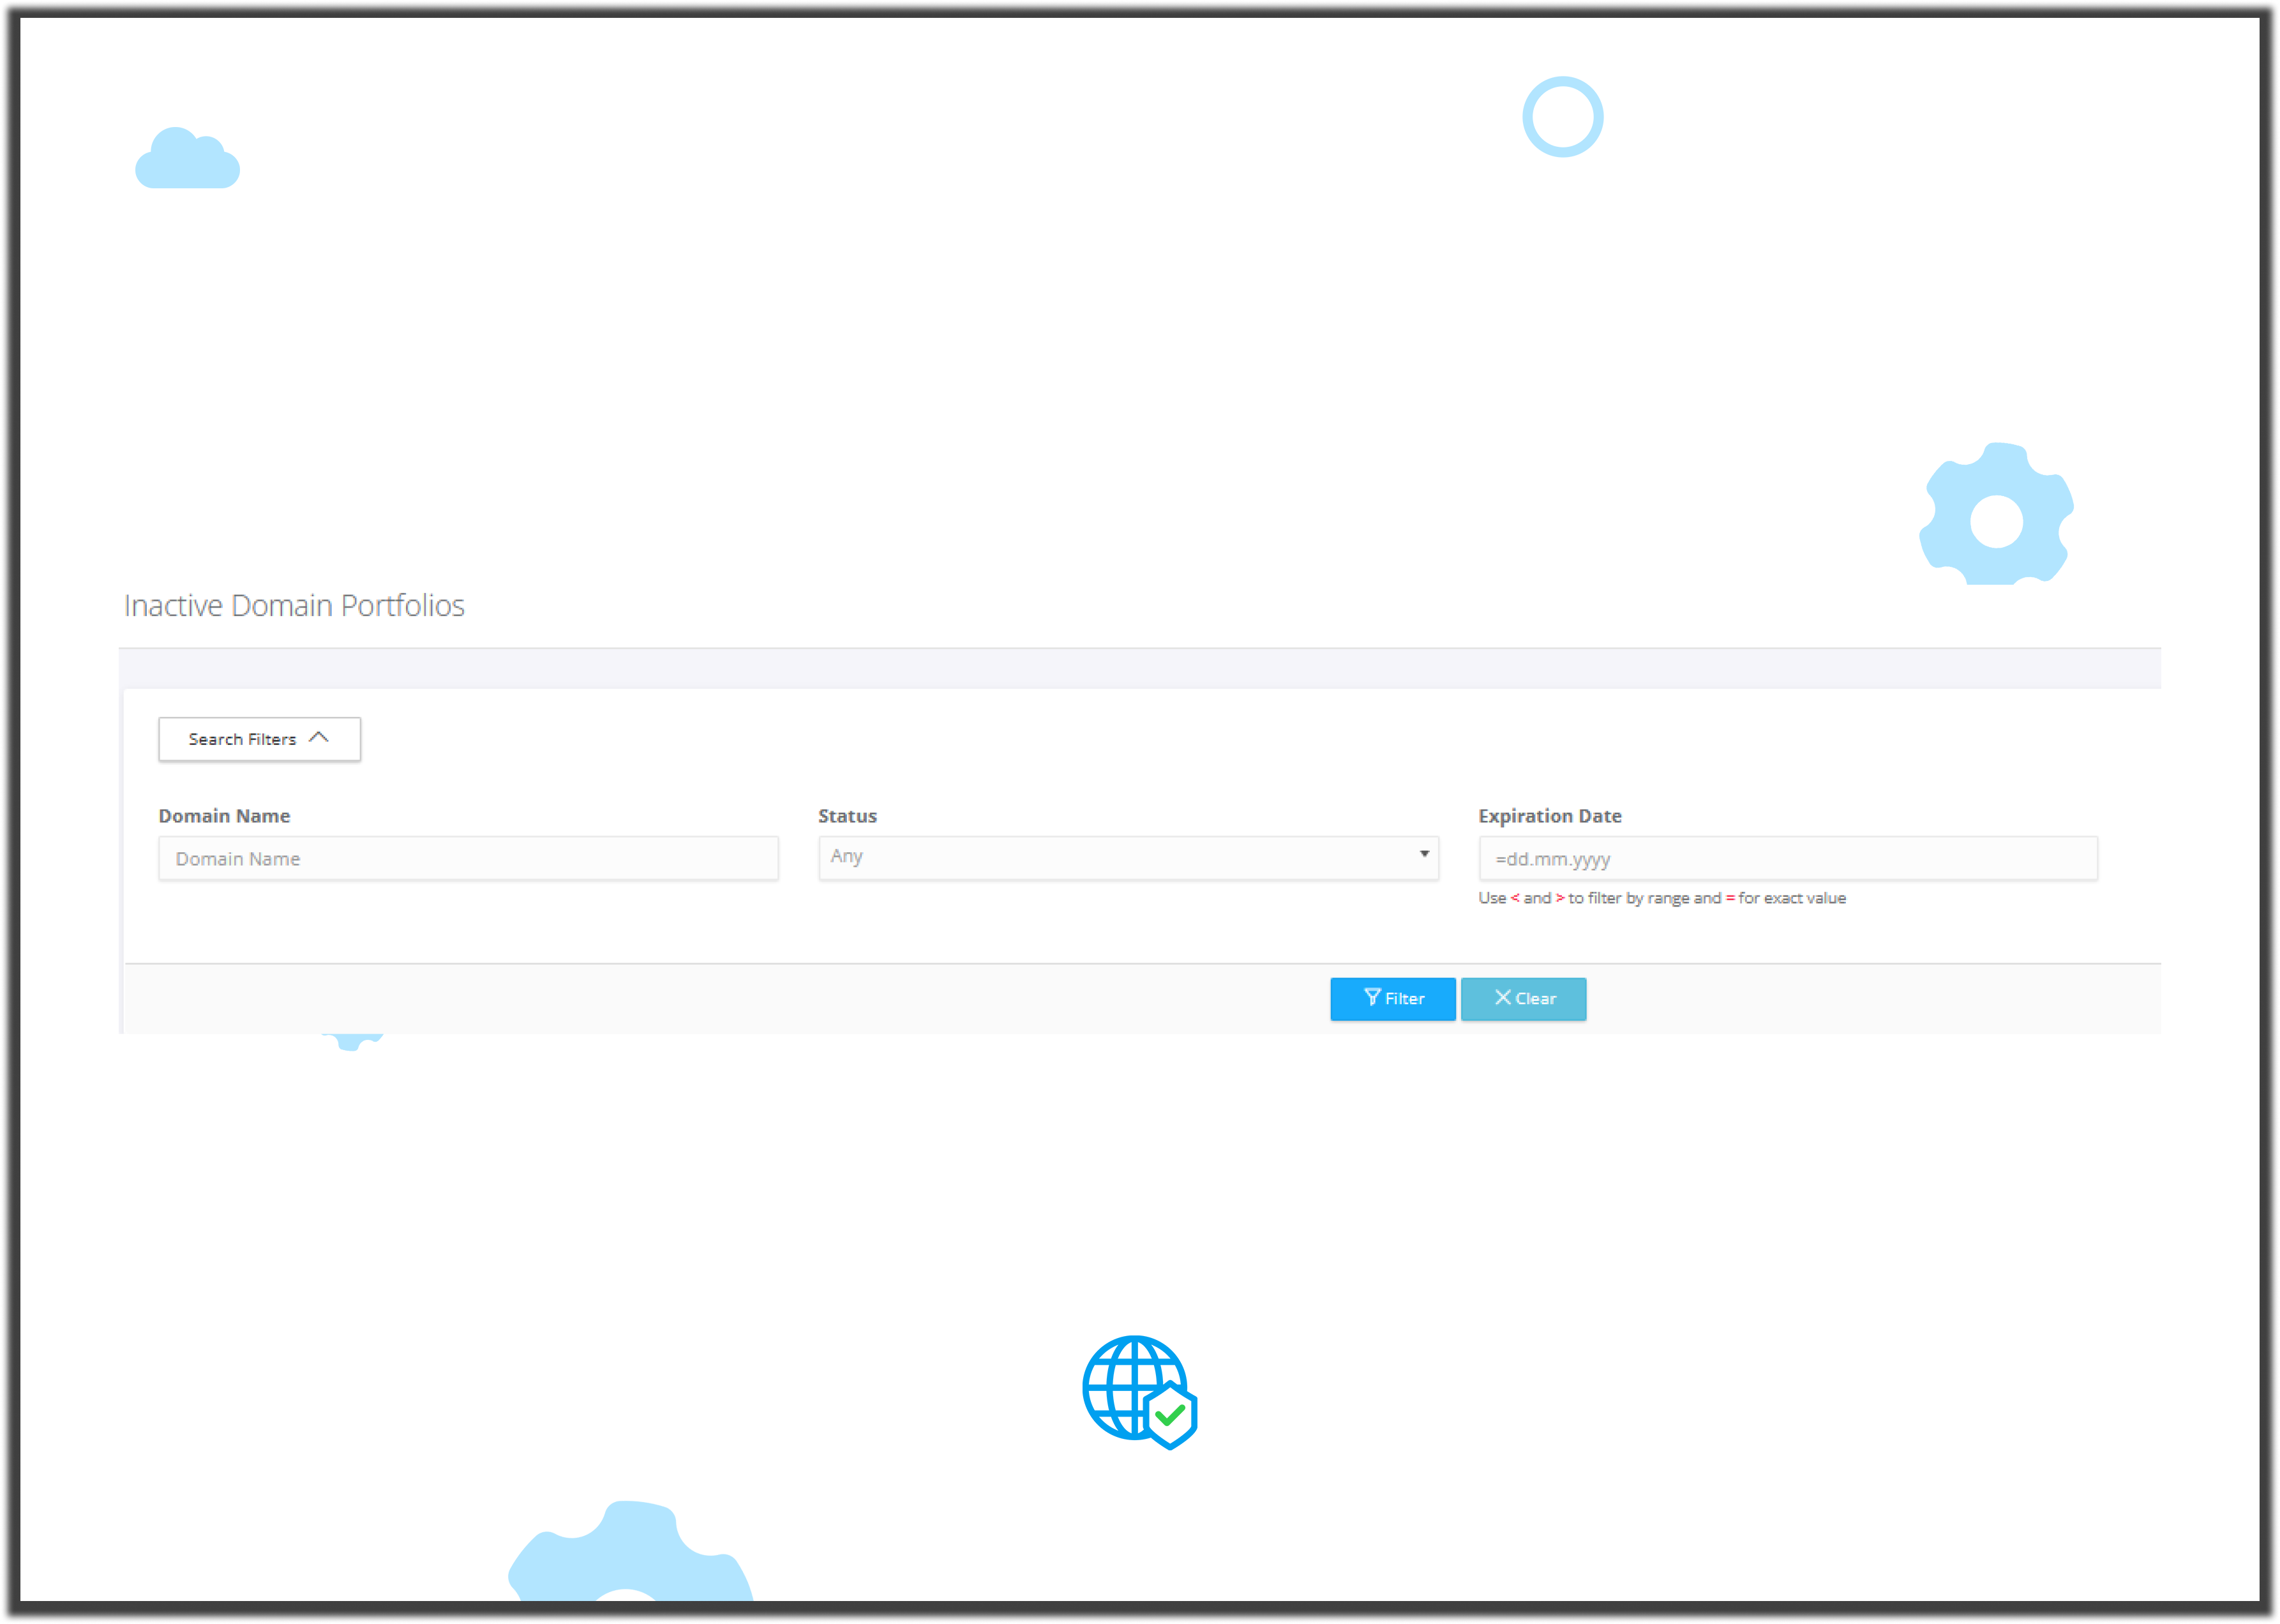 Inactive Domain Portfolios
Search Filters
Domain Name Status Expiration Date
Domain Name Any =dd.mm.yyyy
Use < and > to filter by range and = for exact value
Filter Clear